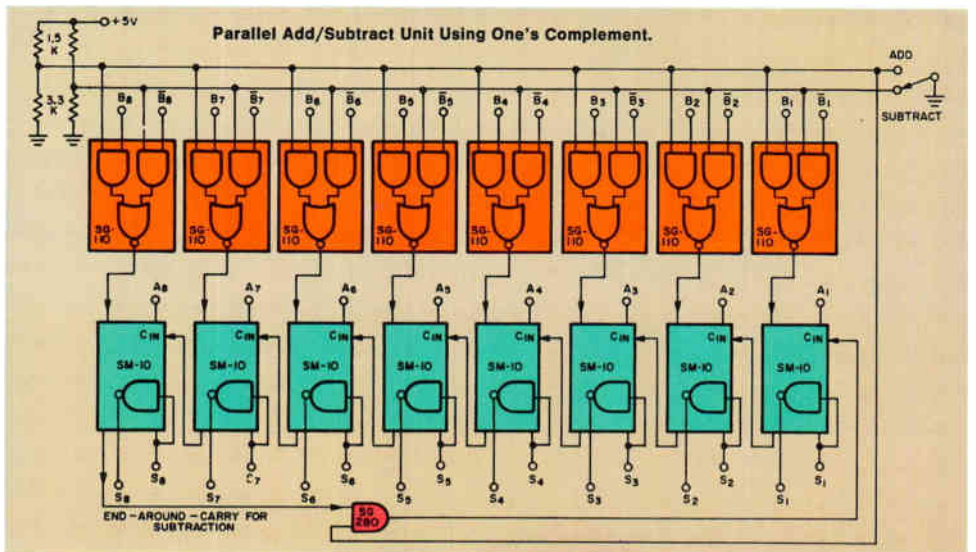 +5V
Parallel Add/Subtract Unit Using One's Complement.
1.5 K
3.3 K
ADD
SUBTRACT
B8 B̅8 B7 B̅7 B6 B̅6 B5 B̅5 B4 B̅4 B3 B̅3 B2 B̅2 B1 B̅1
SG-110 SG-110 SG-110 SG-110 SG-110 SG-110 SG-110 SG-110
A8 A7 A6 A5 A4 A3 A2 A1
CIN CIN CIN CIN CIN CIN CIN CIN
SM-10 SM-10 SM-10 SM-10 SM-10 SM-10 SM-10 SM-10
S8 S6 S5 S4 S3 S2 S1
S8 S7 S6 S5 S4 S3 S2 S1
END-AROUND-CARRY FOR
SUBTRACTION
SG
280